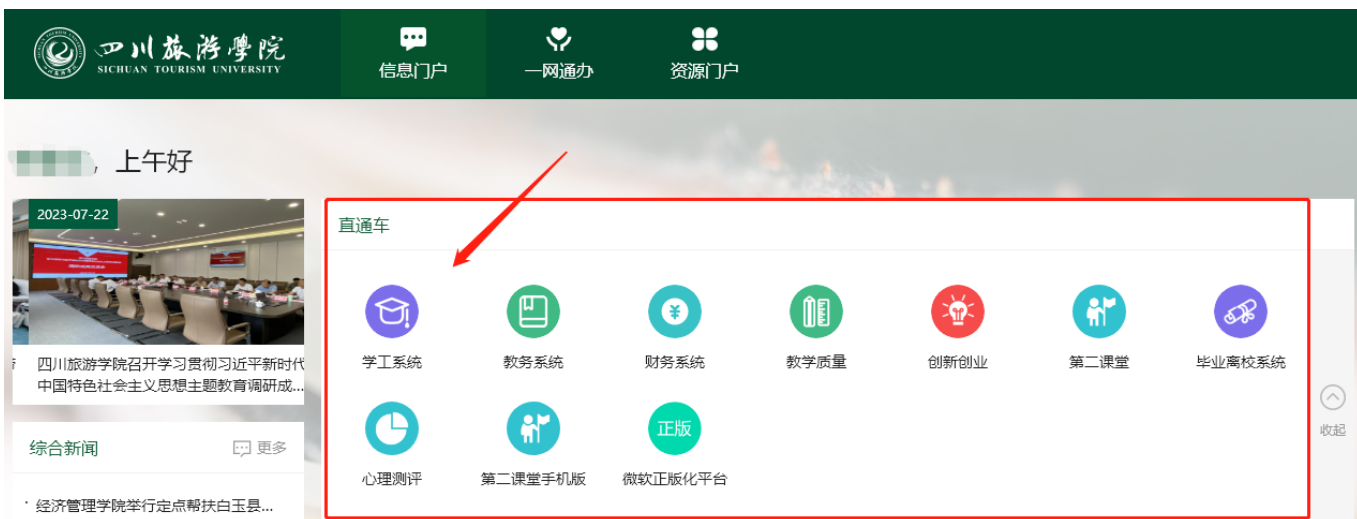 四川旅游學院
SICHUAN TOURISM UNIVERSITY
信息门户
一网通办
资源门户
，上午好
2023-07-22
四川旅游学院召开学习贯彻习近平新时代
中国特色社会主义思想主题教育调研成...
综合新闻
更多
· 经济管理学院举行定点帮扶白玉县...
直通车
学工系统
教务系统
财务系统
教学质量
创新创业
第二课堂
毕业离校系统
心理测评
第二课堂手机版
正版
微软正版化平台
收起